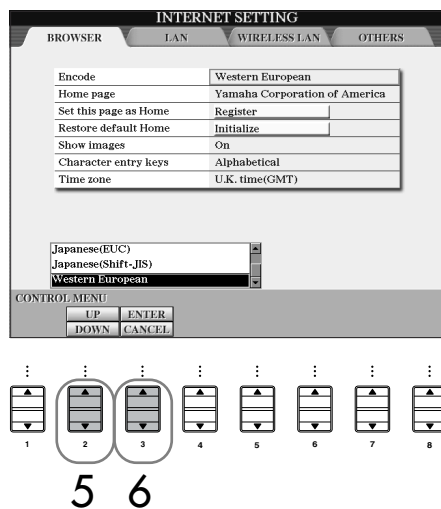 INTERNET SETTING
BROWSER LAN WIRELESS LAN OTHERS
Encode Western European
Home page Yamaha Corporation of America
Set this page as Home Register
Restore default Home Initialize
Show images On
Character entry keys Alphabetical
Time zone U.K. time(GMT)
Japanese(EUC)
Japanese(Shift-JIS)
Western European
CONTROL MENU
UP ENTER
DOWN CANCEL
1 2 3 4 5 6 7 8
5 6